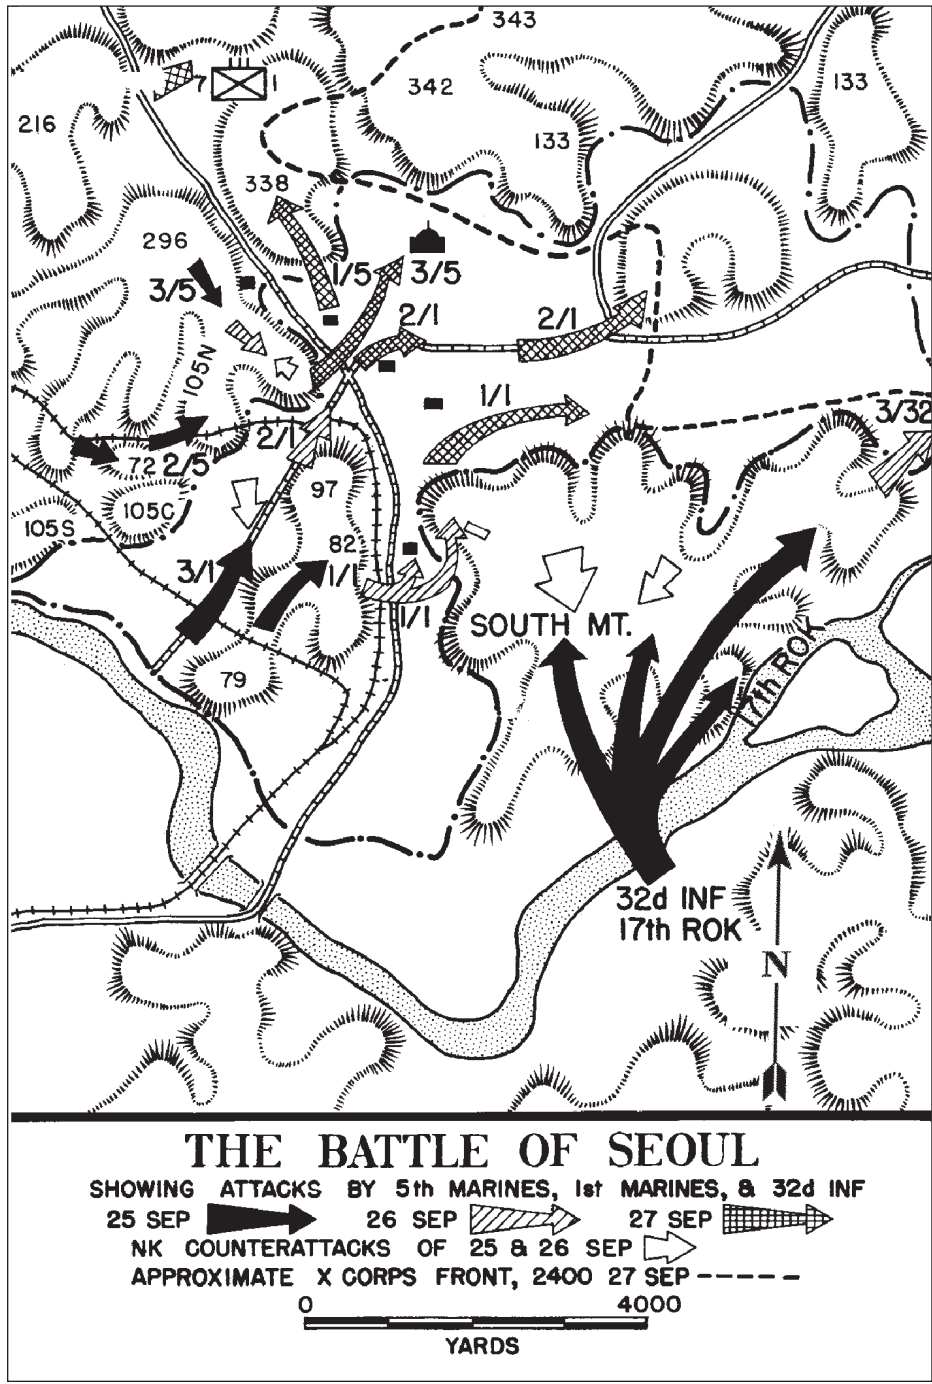 343
342
133
133
216
7 1
338
296
3/5
1/5 3/5
2/1
2/1
105N
1/1
3/32
2/1
72 2/5
97
105C
105S
82
3/1
1/1
1/1
SOUTH MT.
17th ROK
79
32d INF
17th ROK
N
THE BATTLE OF SEOUL
SHOWING ATTACKS BY 5th MARINES, 1st MARINES, & 32d INF
25 SEP 26 SEP 27 SEP
NK COUNTERATTACKS OF 25 & 26 SEP
APPROXIMATE X CORPS FRONT, 2400 27 SEP
0 4000
YARDS